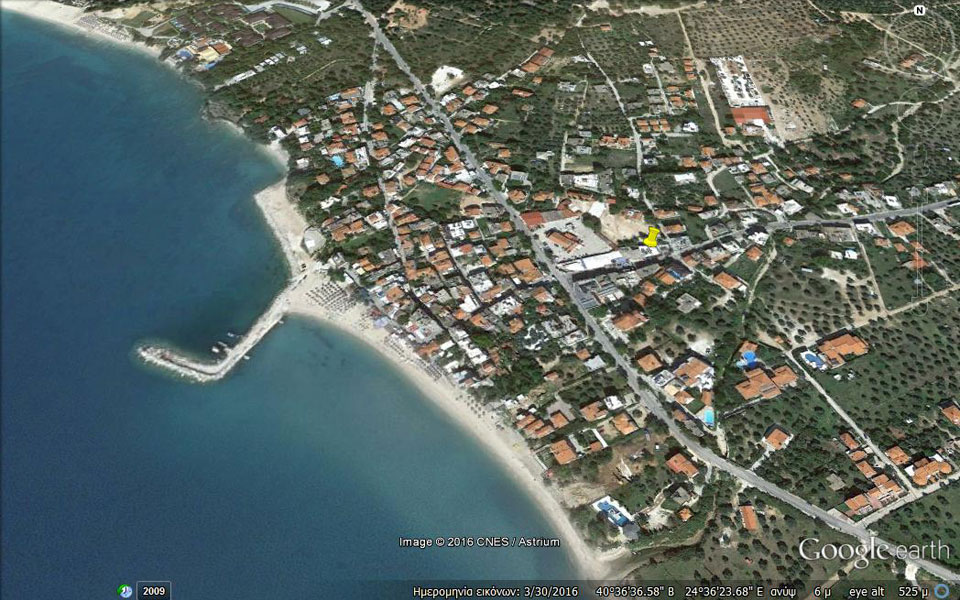 N
Image © 2016 CNES / Astrium
Google earth
2009
Ημερομηνία εικόνων: 3/30/2016 40°36'36.58" Β 24°36'23.68" Ε ανύψ 6 μ eye alt 525 μ